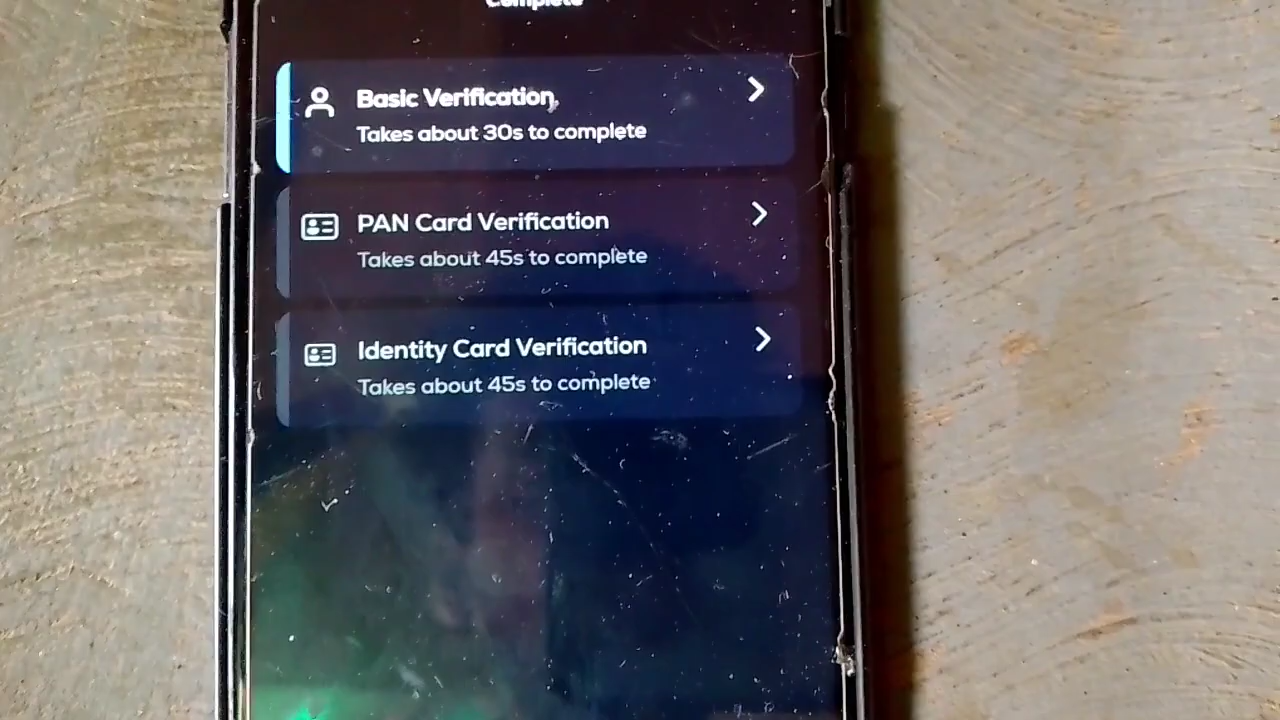 Complete
Basic Verification
Takes about 30s to complete
PAN Card Verification
Takes about 45s to complete
Identity Card Verification
Takes about 45s to complete